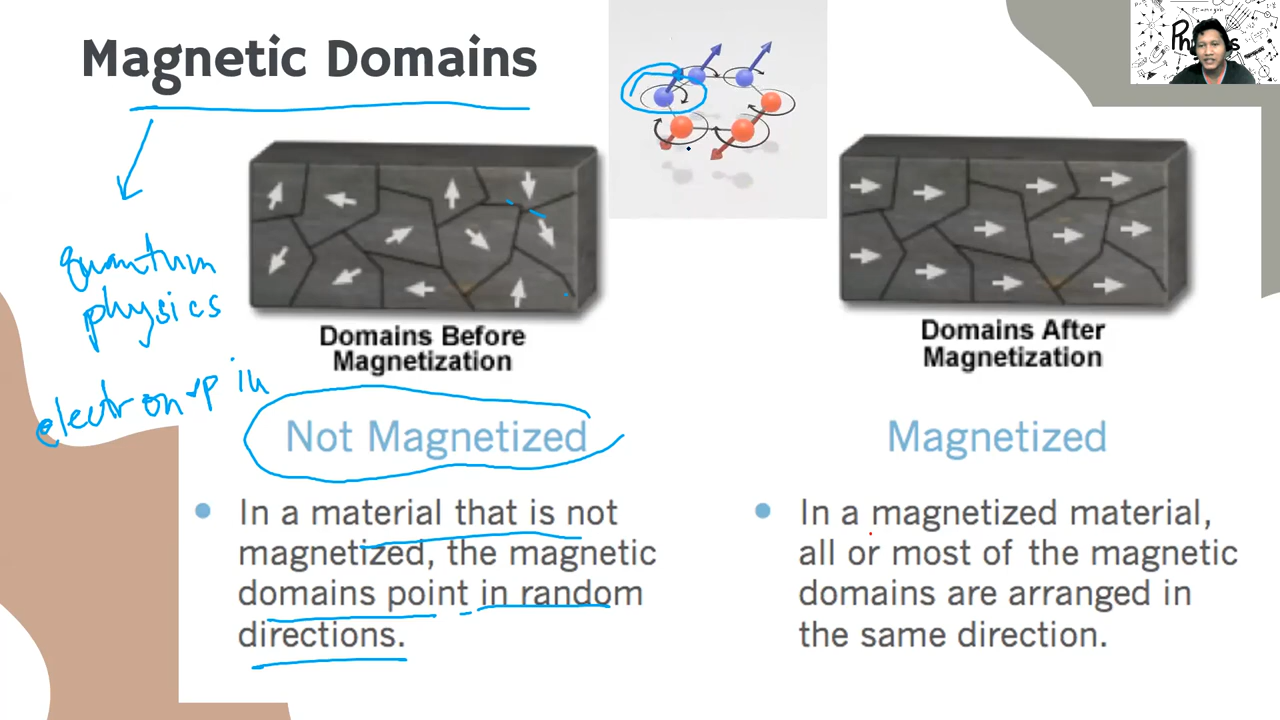 Magnetic Domains
quantum
physics
Domains Before
Magnetization
Domains After
Magnetization
Not Magnetized
Magnetized
In a material that is not
magnetized, the magnetic
domains point in random
directions.
In a magnetized material,
all or most of the magnetic
domains are arranged in
the same direction.